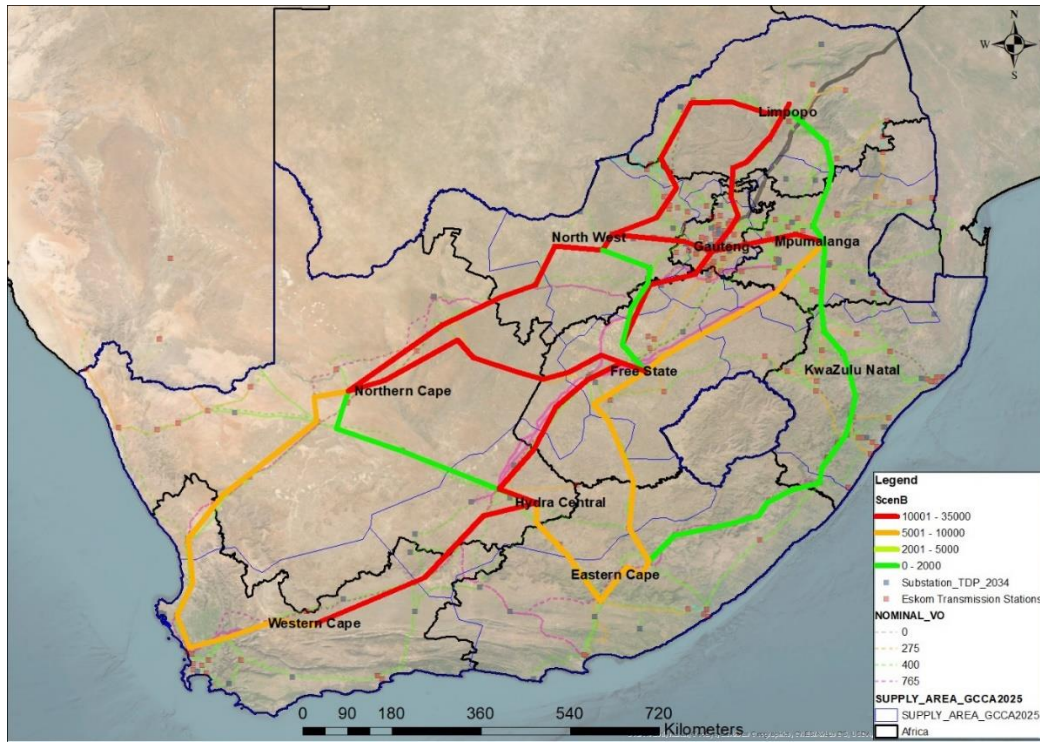 N
W
E
S
Limpopo
North West
Gauteng
Mpumalanga
Free State
KwaZulu Natal
Northern Cape
Hydra Central
Eastern Cape
Western Cape
Legend
ScenB
10001 - 35000
5001 - 10000
2001 - 5000
0 - 2000
Substation_TDP_2034
Eskom Transmission Stations
NOMINAL_VO
0
275
400
765
SUPPLY_AREA_GCCA2025
SUPPLY_AREA_GCCA2025
Africa
0 90 180 360 540 720
Kilometers